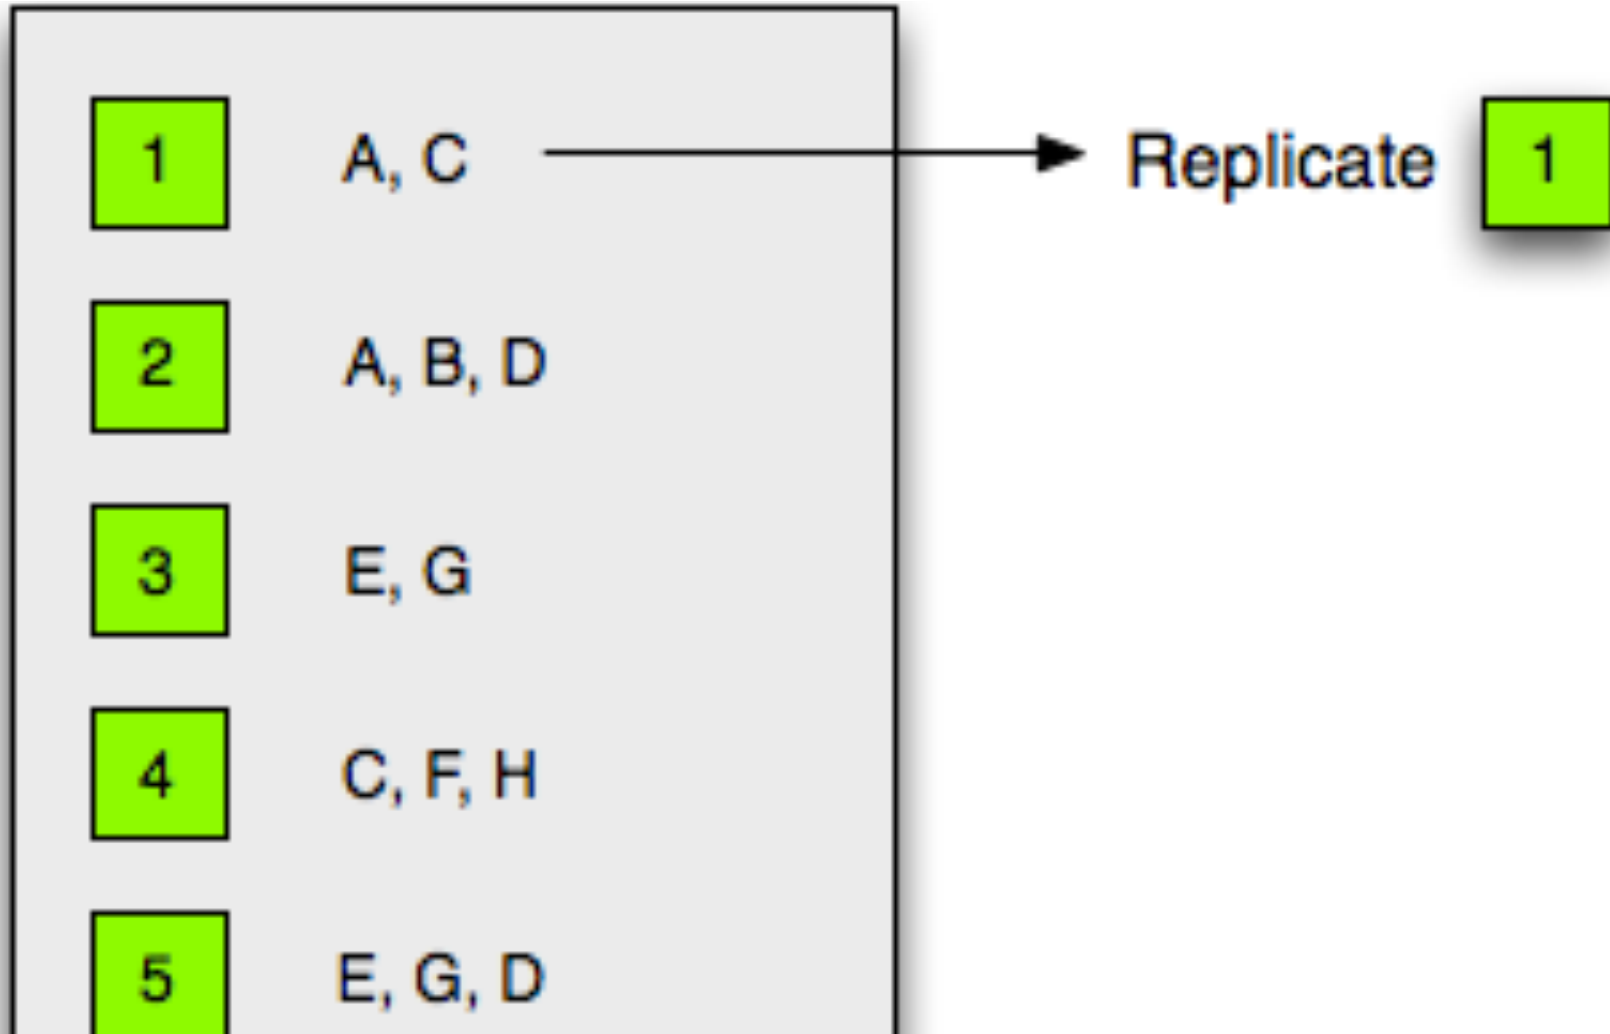 1 A, C Replicate 1
2 A, B, D
3 E, G
4 C, F, H
5 E, G, D